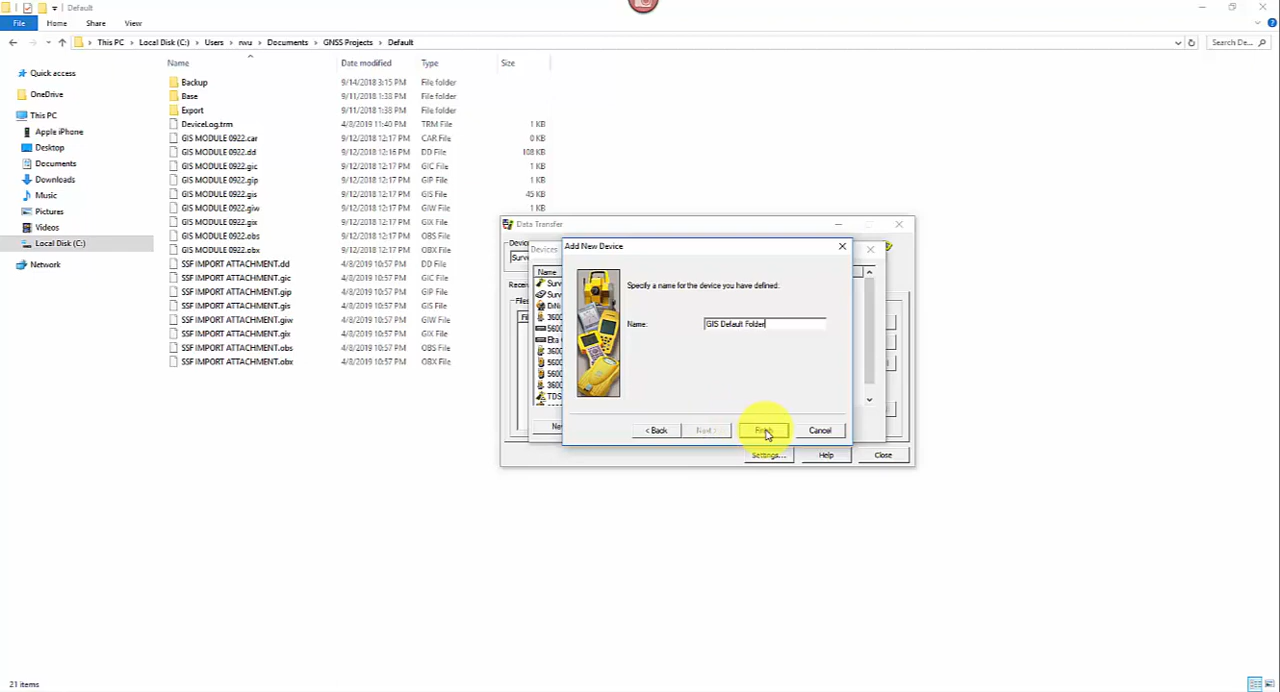 Default
File Home Share View
This PC Local Disk (C:) Users rwu Documents GNSS Projects Default Search De...
Name Date modified Type Size
Quick access
OneDrive
This PC
Apple iPhone
Desktop
Documents
Downloads
Music
Pictures
Videos
Local Disk (C:)
Network
Backup 9/14/2018 3:15 PM File folder
Base 9/11/2018 1:38 PM File folder
Export 9/11/2018 1:38 PM File folder
DeviceLog.trm 4/8/2019 11:40 PM TRM File 1 KB
GIS MODULE 0922.car 9/12/2018 12:17 PM CAR File 0 KB
GIS MODULE 0922.dd 9/12/2018 12:16 PM DD File 108 KB
GIS MODULE 0922.gic 9/12/2018 12:17 PM GIC File 1 KB
GIS MODULE 0922.gip 9/12/2018 12:17 PM GIP File 1 KB
GIS MODULE 0922.gis 9/12/2018 12:17 PM GIS File 45 KB
GIS MODULE 0922.giw 9/12/2018 12:17 PM GIW File 1 KB
GIS MODULE 0922.gix 9/12/2018 12:17 PM GIX File
GIS MODULE 0922.obs 9/12/2018 12:17 PM OBS File
GIS MODULE 0922.obx 9/12/2018 12:17 PM OBX File
SSF IMPORT ATTACHMENT.dd 4/8/2019 10:57 PM DD File
SSF IMPORT ATTACHMENT.gic 4/8/2019 10:57 PM GIC File
SSF IMPORT ATTACHMENT.gip 4/8/2019 10:57 PM GIP File
SSF IMPORT ATTACHMENT.gis 4/8/2019 10:57 PM GIS File
SSF IMPORT ATTACHMENT.giw 4/8/2019 10:57 PM GIW File
SSF IMPORT ATTACHMENT.gix 4/8/2019 10:57 PM GIX File
SSF IMPORT ATTACHMENT.obs 4/8/2019 10:57 PM OBS File
SSF IMPORT ATTACHMENT.obx 4/8/2019 10:57 PM OBX File
Data Transfer
Devices
Name
Add New Device
Specify a name for the device you have defined:
Name: GIS Default Folder
< Back Next > Finish Cancel
Settings... Help Close
21 items